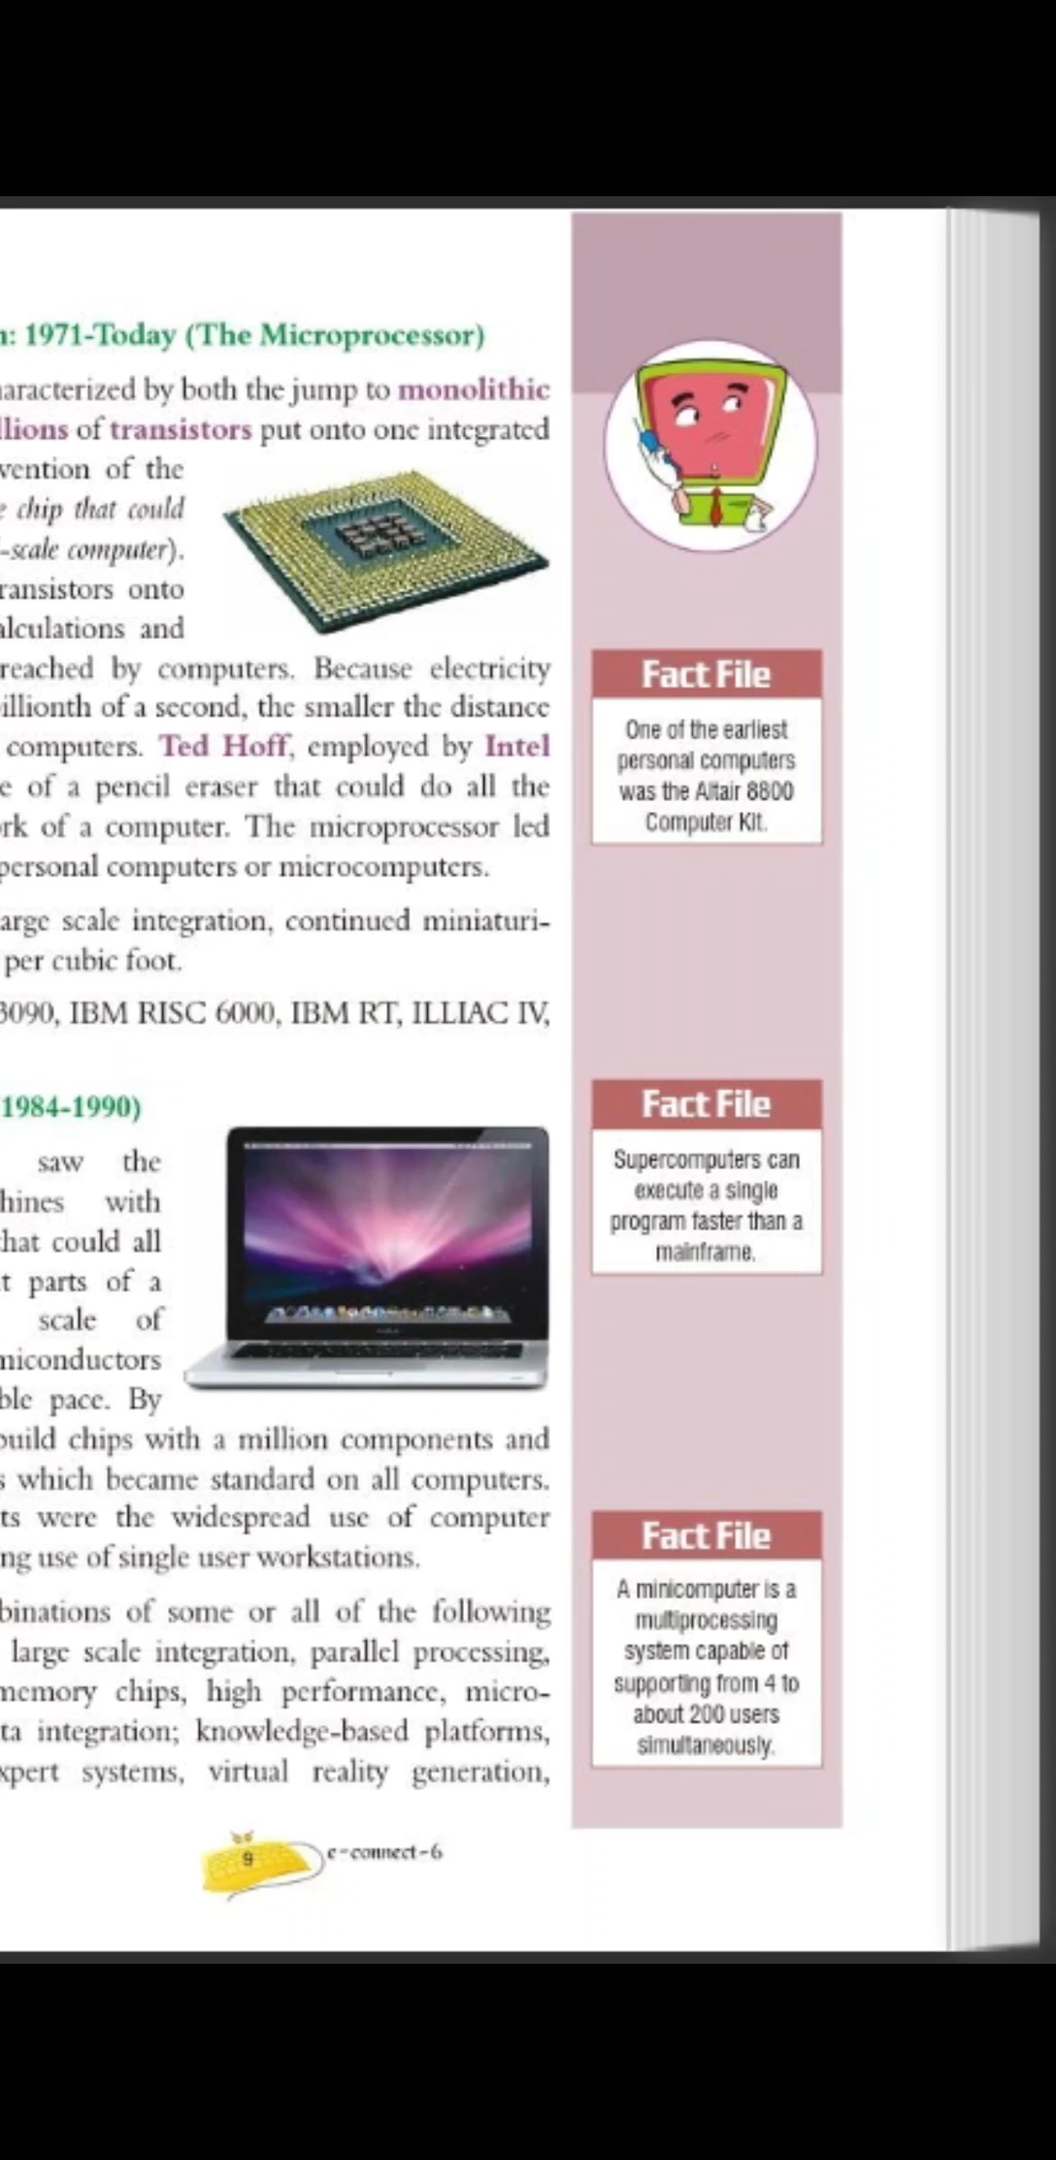 n: 1971-Today (The Microprocessor)
aracterized by both the jump to monolithic
llions of transistors put onto one integrated
vention of the
e chip that could
l-scale computer).
ransistors onto
alculations and
reached by computers. Because electricity
illionth of a second, the smaller the distance
computers. Ted Hoff, employed by Intel
e of a pencil eraser that could do all the
rk of a computer. The microprocessor led
personal computers or microcomputers.
arge scale integration, continued miniaturi-
per cubic foot.
3090, IBM RISC 6000, IBM RT, ILLIAC IV,
1984-1990)
saw the
hines with
hat could all
t parts of a
scale of
miconductors
ble pace. By
build chips with a million components and
s which became standard on all computers.
ts were the widespread use of computer
ng use of single user workstations.
binations of some or all of the following
large scale integration, parallel processing,
memory chips, high performance, micro-
ta integration; knowledge-based platforms,
xpert systems, virtual reality generation,
Fact File
One of the earliest
personal computers
was the Altair 8800
Computer Kit.
Fact File
Supercomputers can
execute a single
program faster than a
mainframe.
Fact File
A minicomputer is a
multiprocessing
system capable of
supporting from 4 to
about 200 users
simultaneously.
9
e-connect-6